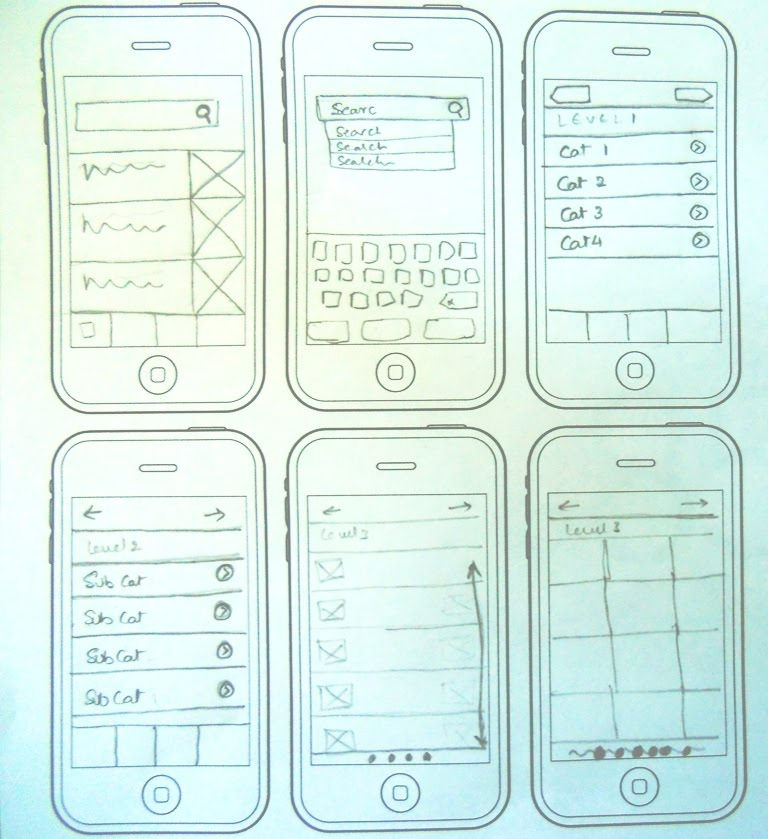 Searc
Search
Search
Search
LEVEL 1
Cat 1
Cat 2
Cat 3
Cat4
Level 2
Sub Cat
Sub Cat
Sub Cat
Sub Cat
Level 3
Level 3